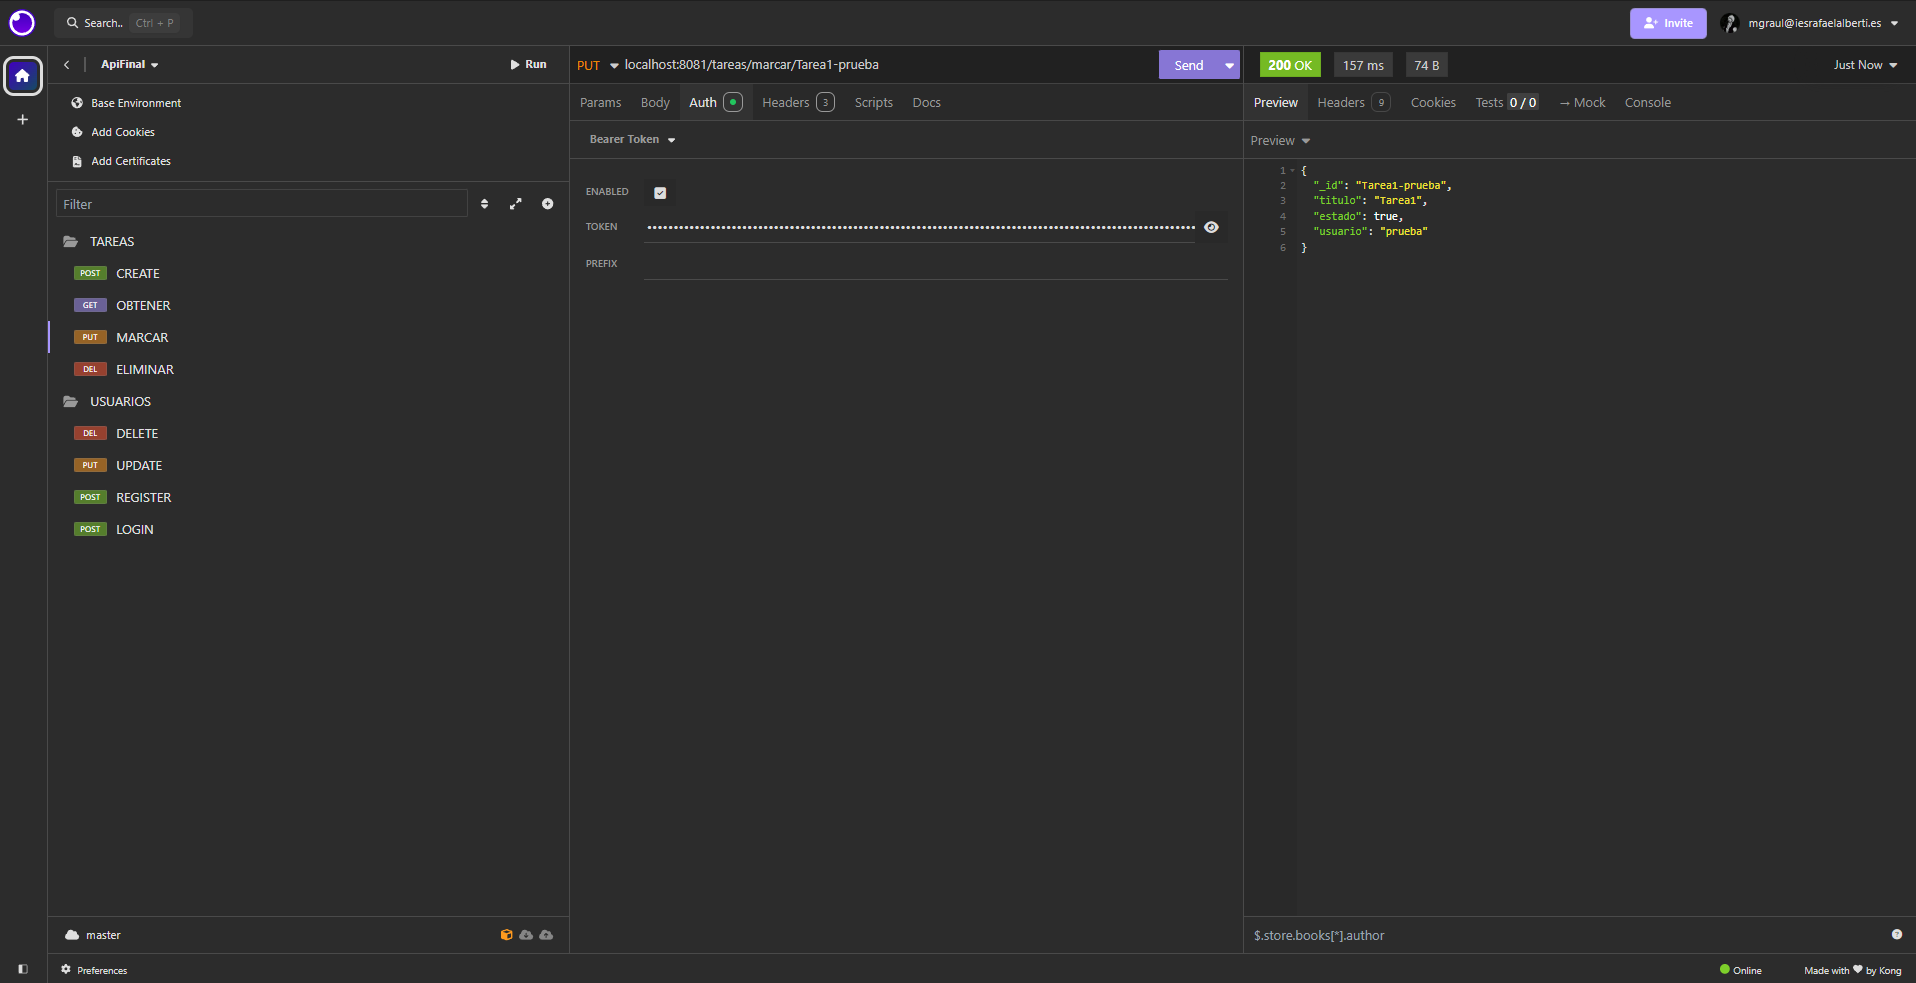 Search.. Ctrl + P
Invite mgraul@iesrafaelalberti.es
ApiFinal Run
Base Environment
Add Cookies
Add Certificates
Filter
TAREAS
POST CREATE
GET OBTENER
PUT MARCAR
DEL ELIMINAR
USUARIOS
DEL DELETE
PUT UPDATE
POST REGISTER
POST LOGIN
master
Preferences
PUT localhost:8081/tareas/marcar/Tarea1-prueba Send
Params Body Auth Headers 3 Scripts Docs
Bearer Token
ENABLED
TOKEN ••••••••••••••••••••••••••••••••••••••••••••••••••••••••••••••••••••••••••••••••••••••••••
PREFIX
200 OK 157 ms 74 B Just Now
Preview Headers 9 Cookies Tests 0 / 0 → Mock Console
Preview
1 {
2 "_id": "Tarea1-prueba",
3 "titulo": "Tarea1",
4 "estado": true,
5 "usuario": "prueba"
6 }
$.store.books[*].author
Online Made with ❤ by Kong